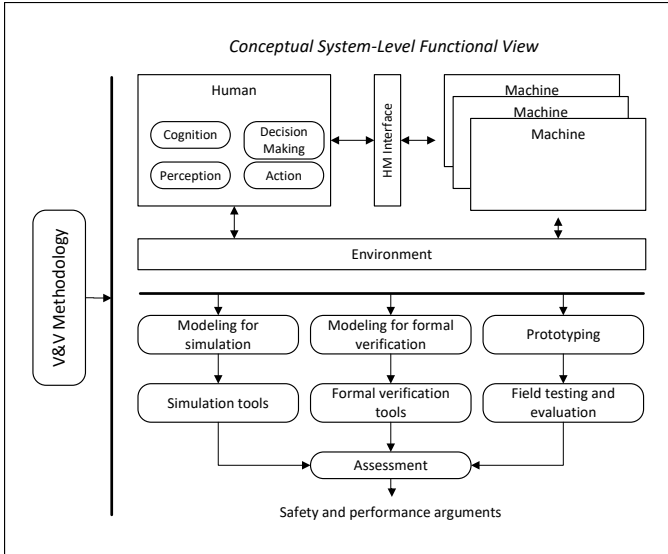 Conceptual System-Level Functional View
Human
Cognition
Decision
Making
Perception
Action
HM Interface
Machine
Machine
Machine
Environment
V&V Methodology
Modeling for
simulation
Modeling for formal
verification
Prototyping
Simulation tools
Formal verification
tools
Field testing and
evaluation
Assessment
Safety and performance arguments